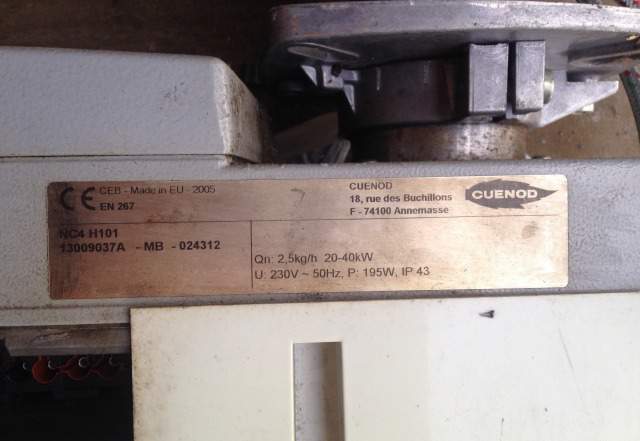 CE CEB - Made in EU - 2005
EN 267
CUENOD
18, rue des Buchillons
F - 74100 Annemasse
CUENOD
NC4 H101
13009037A - MB - 024312
Qn: 2,5kg/h 20-40kW
U: 230V ~ 50Hz, P: 195W, IP 43